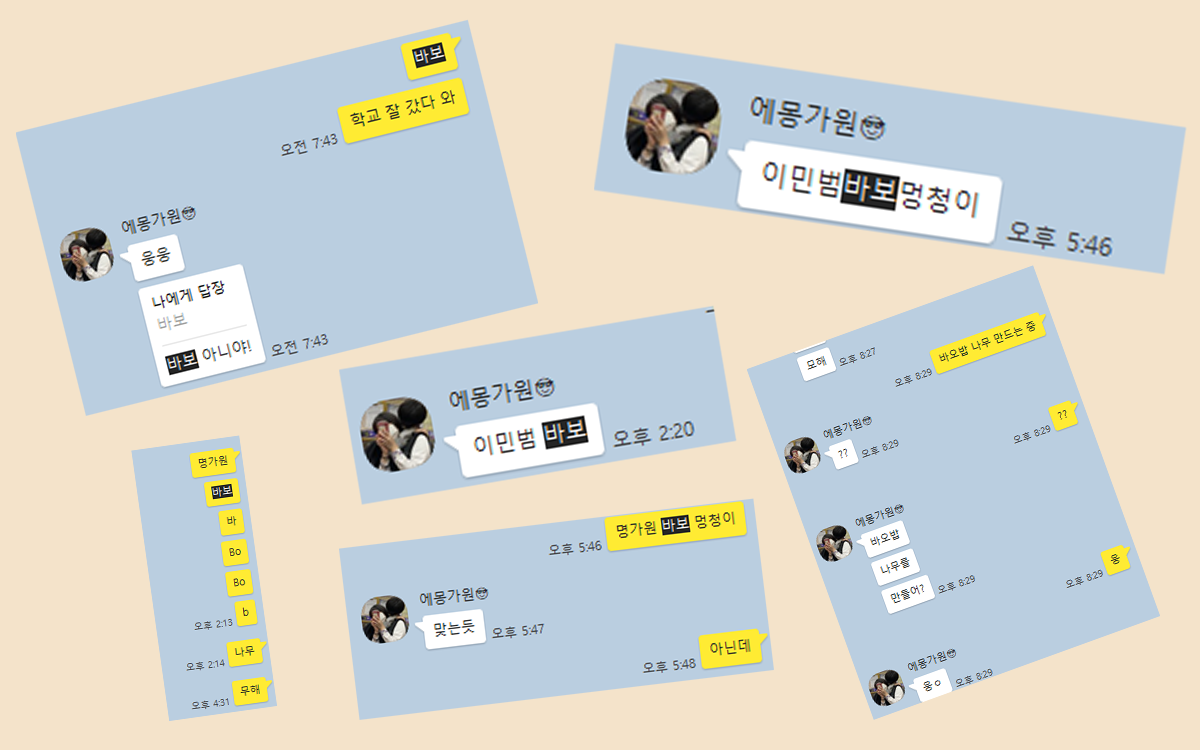 바보
학교 잘 갔다 와
오전 7:43
에몽가원😎
웅웅
나에게 답장
바보
바보 아니야!
오전 7:43
에몽가원😎
이민범바보멍청이
오후 5:46
에몽가원😎
이민범 바보
오후 2:20
명가원
바보
바
Bo
Bo
b
오후 2:13
나무
오후 2:14
무해
오후 4:31
명가원 바보 멍청이
오후 5:46
에몽가원😎
맞는듯
오후 5:47
아닌데
오후 5:48
모해
오후 8:27
바오밥 나무 만드는 중
오후 8:29
??
오후 8:29
에몽가원😎
??
오후 8:29
에몽가원😎
바오밥
나무를
만들어?
오후 8:29
웅
오후 8:29
에몽가원😎
웅ㅇ
오후 8:29